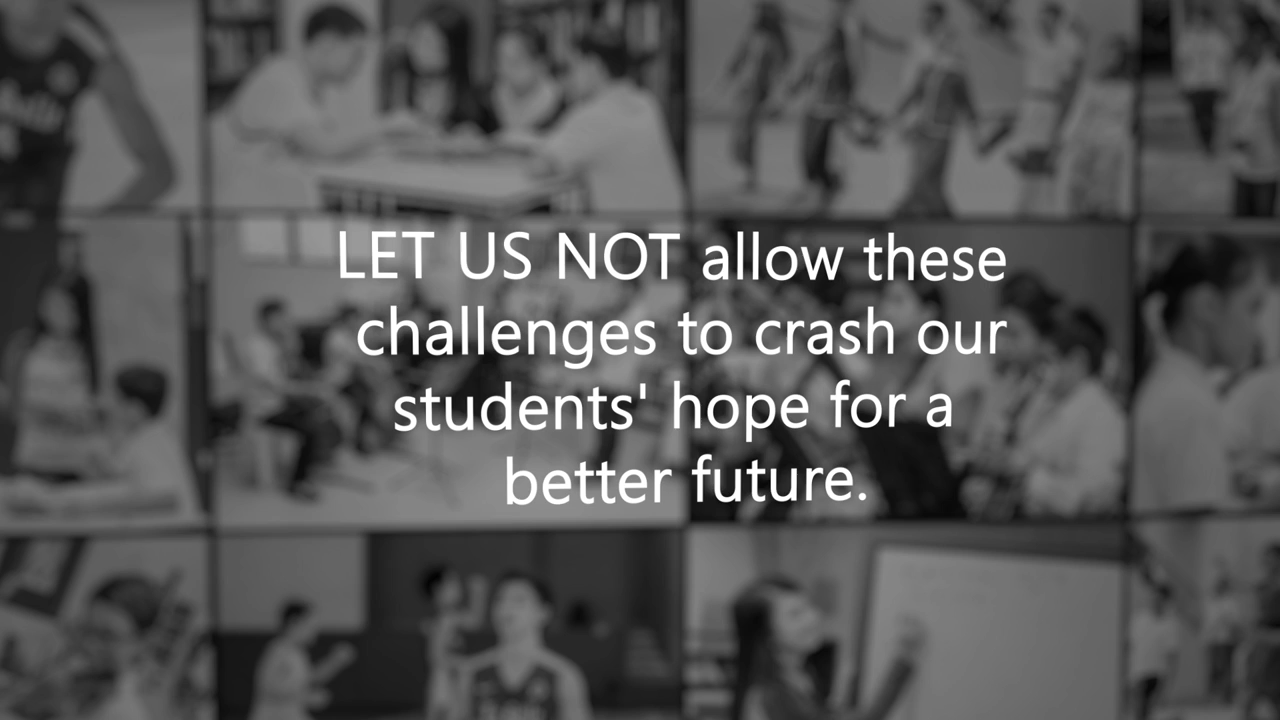 LET US NOT allow these
challenges to crash our
students' hope for a
better future.